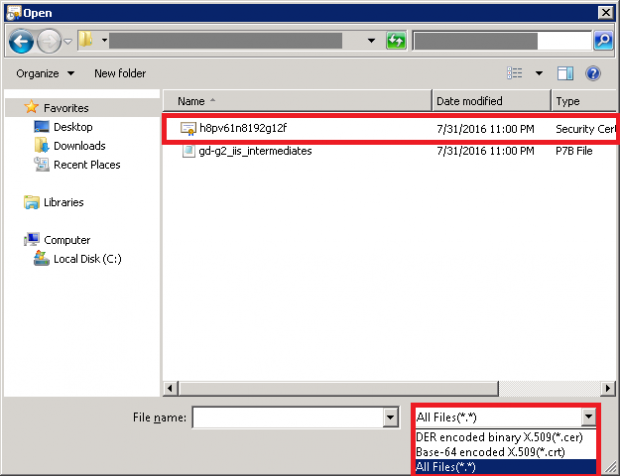 Open
Organize New folder
Favorites
Desktop
Downloads
Recent Places
Libraries
Computer
Local Disk (C:)
Name Date modified Type
h8pv61n8192g12f 7/31/2016 11:00 PM Security Cer
gd-g2_iis_intermediates 7/31/2016 11:00 PM P7B File
File name: All Files(*.*)
DER encoded binary X.509(*.cer)
Base-64 encoded X.509(*.crt)
All Files(*.*)